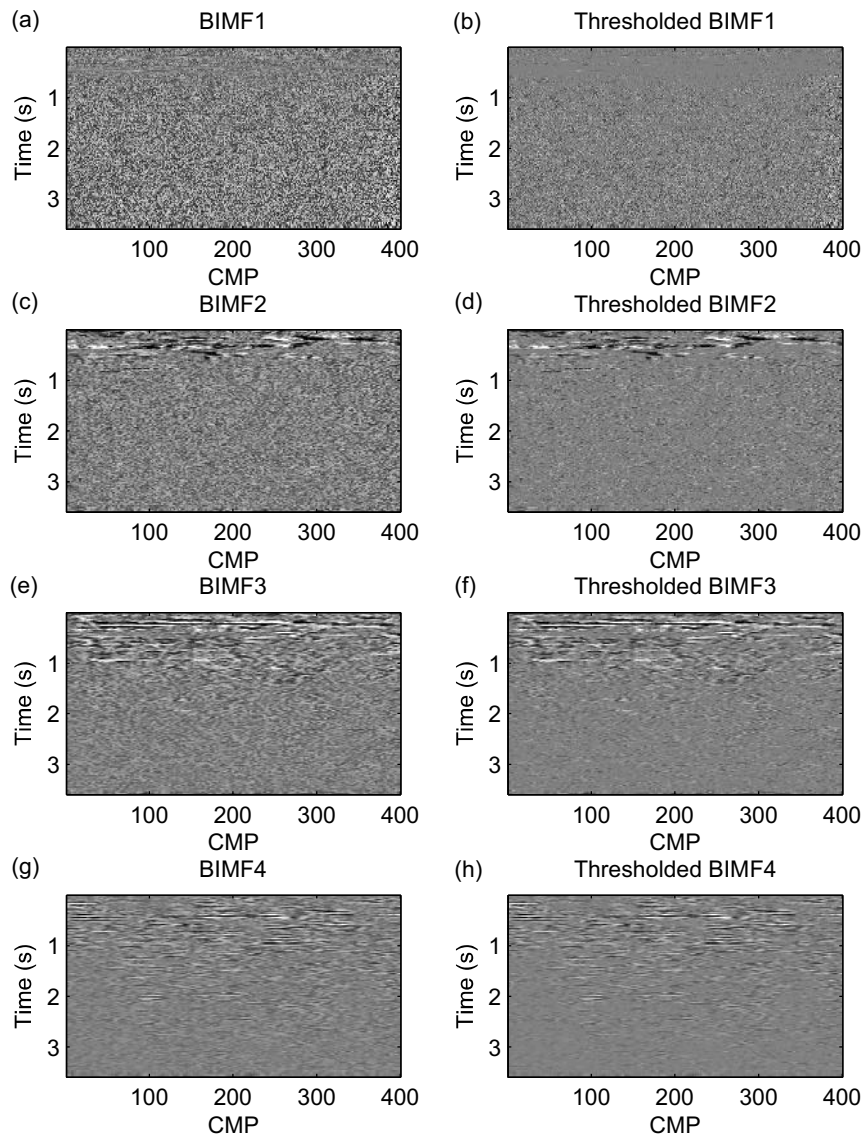 (a) BIMF1
Time (s)
1
2
3
100 200 300 400
CMP
(b) Thresholded BIMF1
Time (s)
1
2
3
100 200 300 400
CMP
(c) BIMF2
Time (s)
1
2
3
100 200 300 400
CMP
(d) Thresholded BIMF2
Time (s)
1
2
3
100 200 300 400
CMP
(e) BIMF3
Time (s)
1
2
3
100 200 300 400
CMP
(f) Thresholded BIMF3
Time (s)
1
2
3
100 200 300 400
CMP
(g) BIMF4
Time (s)
1
2
3
100 200 300 400
CMP
(h) Thresholded BIMF4
Time (s)
1
2
3
100 200 300 400
CMP